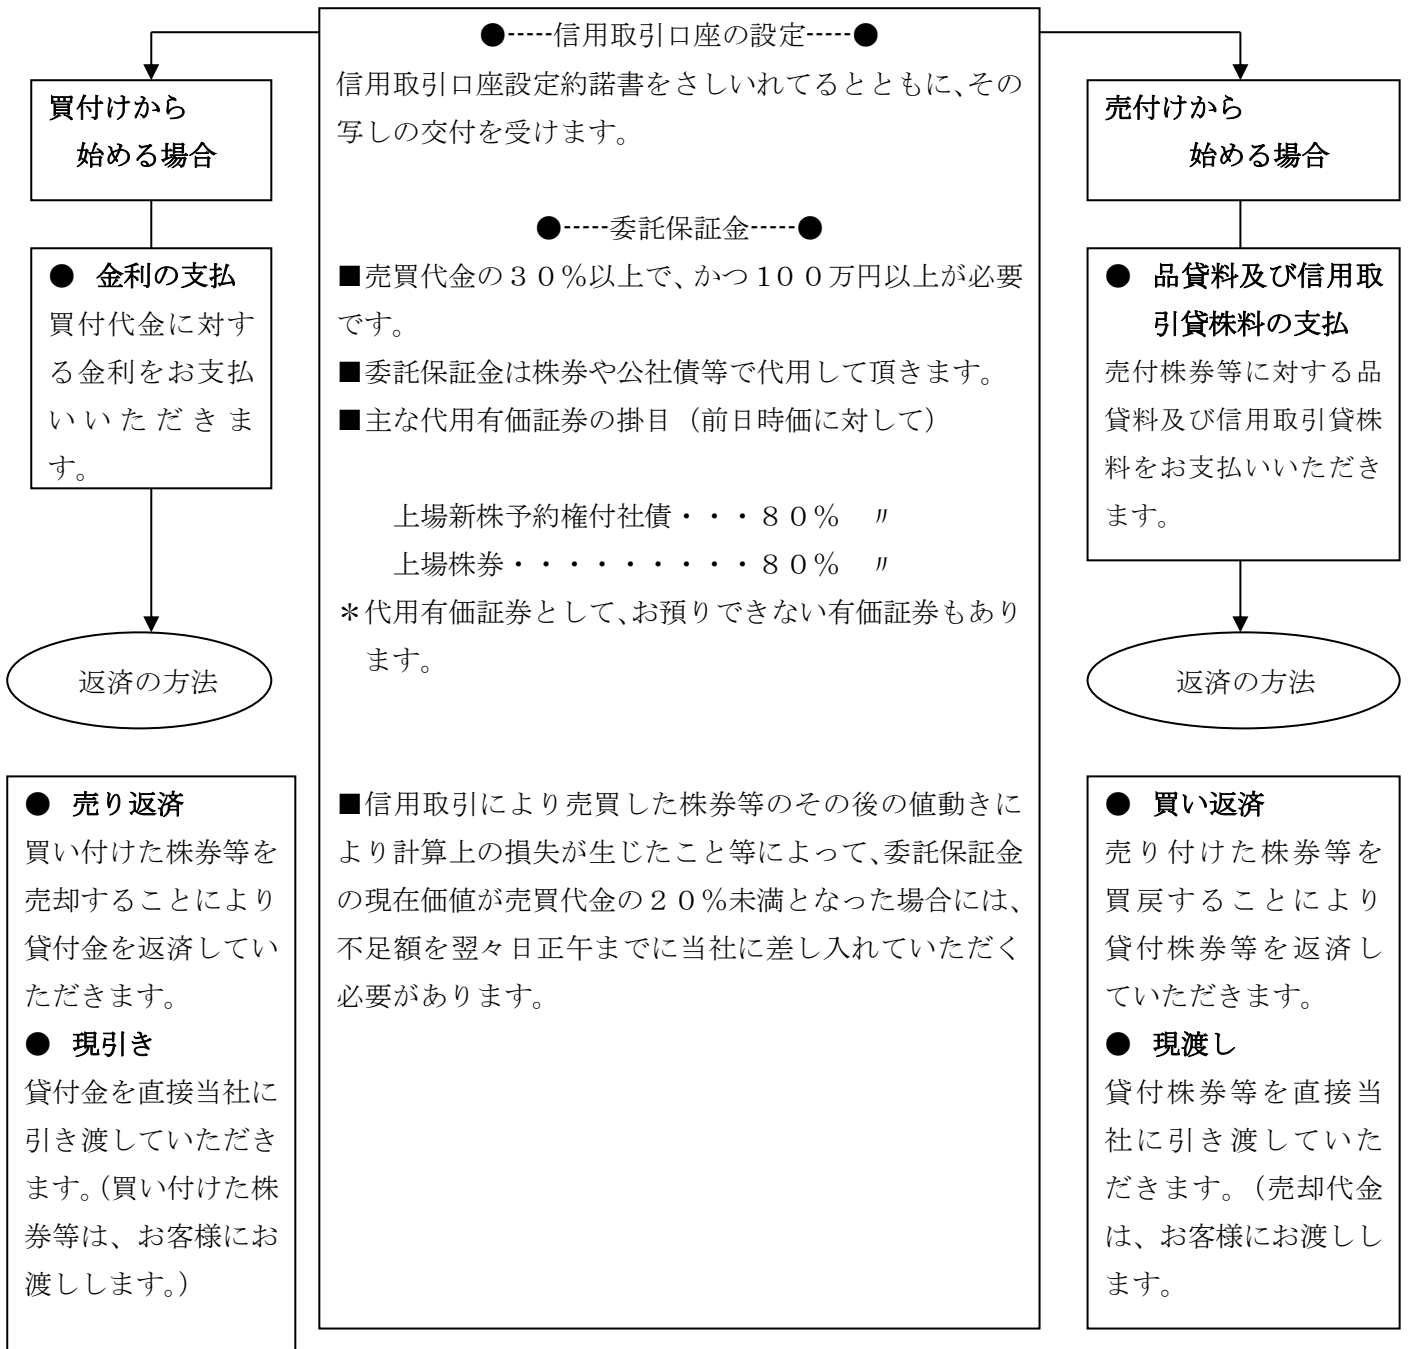 ●-----信用取引口座の設定-----●
信用取引口座設定約諾書をさしいれてるとともに、その
写しの交付を受けます。
●-----委託保証金-----●
■売買代金の３０％以上で、かつ１００万円以上が必要
です。
■委託保証金は株券や公社債等で代用して頂きます。
■主な代用有価証券の掛目（前日時価に対して）
上場新株予約権付社債・・・８０％　〃
上場株券・・・・・・・・・８０％　〃
＊代用有価証券として、お預りできない有価証券もあり
ます。
■信用取引により売買した株券等のその後の値動きに
より計算上の損失が生じたこと等によって、委託保証金
の現在価値が売買代金の２０％未満となった場合には、
不足額を翌々日正午までに当社に差し入れていただく
必要があります。
買付けから
始める場合
● 金利の支払
買付代金に対す
る金利をお支払
いいただきま
す。
返済の方法
● 売り返済
買い付けた株券等を
売却することにより
貸付金を返済してい
ただきます。
● 現引き
貸付金を直接当社に
引き渡していただき
ます。（買い付けた株
券等は、お客様にお
渡しします。）
売付けから
始める場合
● 品貸料及び信用取
引貸株料の支払
売付株券等に対する品
貸料及び信用取引貸株
料をお支払いいただき
ます。
返済の方法
● 買い返済
売り付けた株券等を
買戻することにより
貸付株券等を返済し
ていただきます。
● 現渡し
貸付株券等を直接当
社に引き渡していた
だきます。（売却代金
は、お客様にお渡しし
ます。